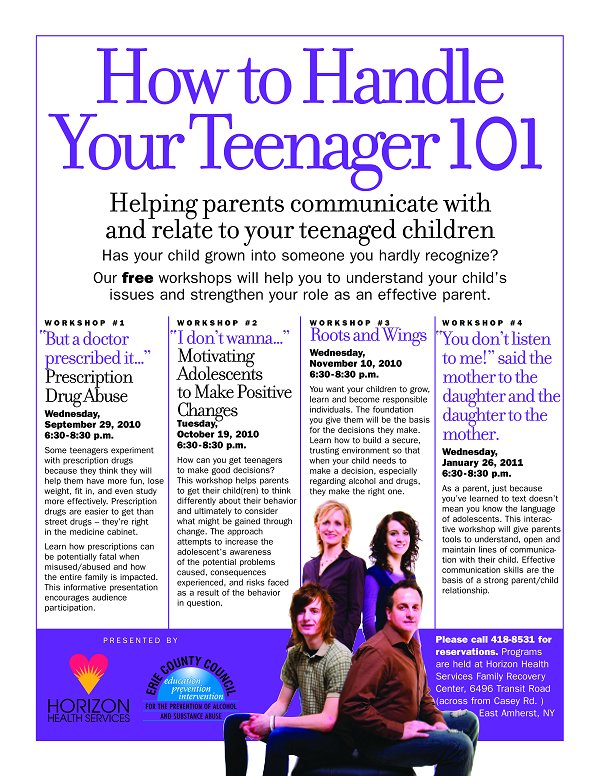 How to Handle
Your Teenager 101
Helping parents communicate with
and relate to your teenaged children
Has your child grown into someone you hardly recognize?
Our free workshops will help you to understand your child's
issues and strengthen your role as an effective parent.
WORKSHOP #1
"But a doctor
prescribed it..."
Prescription
Drug Abuse
Wednesday,
September 29, 2010
6:30-8:30 p.m.
Some teenagers experiment
with prescription drugs
because they think they will
help them have more fun, lose
weight, fit in, and even study
more effectively. Prescription
drugs are easier to get than
street drugs – they're right
in the medicine cabinet.
Learn how prescriptions can
be potentially fatal when
misused/abused and how
the entire family is impacted.
This informative presentation
encourages audience
participation.
WORKSHOP #2
"I don't wanna..."
Motivating
Adolescents
to Make Positive
Changes
Tuesday,
October 19, 2010
6:30-8:30 p.m.
How can you get teenagers
to make good decisions?
This workshop helps parents
to get their child(ren) to think
differently about their behavior
and ultimately to consider
what might be gained through
change. The approach
attempts to increase the
adolescent's awareness
of the potential problems
caused, consequences
experienced, and risks faced
as a result of the behavior
in question.
WORKSHOP #3
Roots and Wings
Wednesday,
November 10, 2010
6:30-8:30 p.m.
You want your children to grow,
learn and become responsible
individuals. The foundation
you give them will be the basis
for the decisions they make.
Learn how to build a secure,
trusting environment so that
when your child needs to
make a decision, especially
regarding alcohol and drugs,
they make the right one.
WORKSHOP #4
"You don't listen
to me!" said the
mother to the
daughter and the
daughter to the
mother.
Wednesday,
January 26, 2011
6:30-8:30 p.m.
As a parent, just because
you've learned to text doesn't
mean you know the language
of adolescents. This interac-
tive workshop will give parents
tools to understand, open and
maintain lines of communica-
tion with their child. Effective
communication skills are the
basis of a strong parent/child
relationship.
PRESENTED BY
HORIZON
HEALTH SERVICES
ERIE COUNTY COUNCIL
education
prevention
intervention
FOR THE PREVENTION OF ALCOHOL
AND SUBSTANCE ABUSE
Please call 418-8531 for
reservations. Programs
are held at Horizon Health
Services Family Recovery
Center, 6496 Transit Road
(across from Casey Rd. )
East Amherst, NY